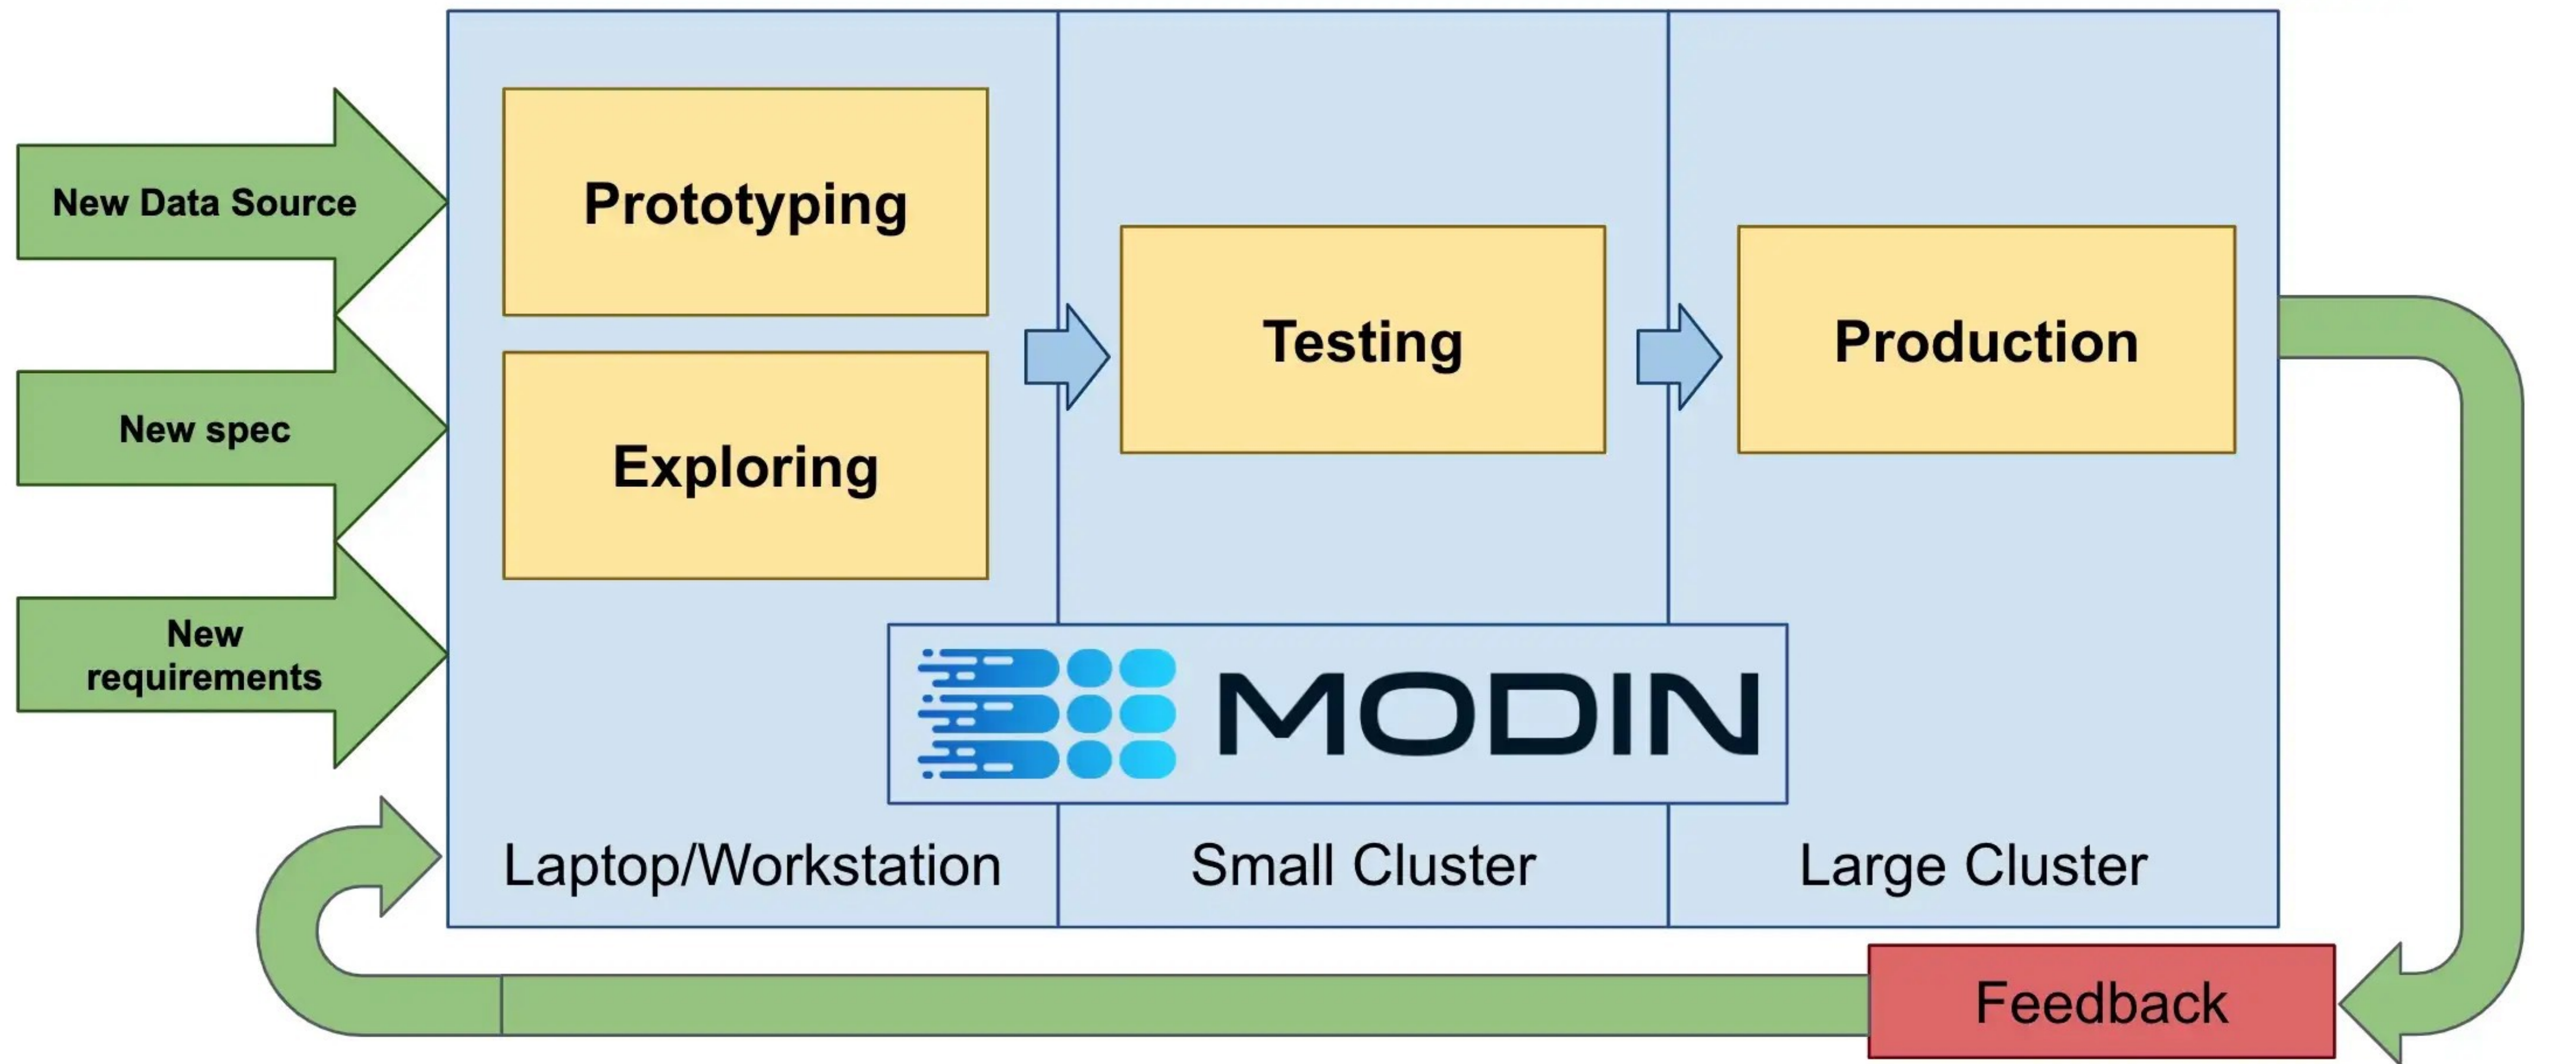 New Data Source
New spec
New
requirements
Prototyping
Exploring
Testing
Production
MODIN
Laptop/Workstation
Small Cluster
Large Cluster
Feedback